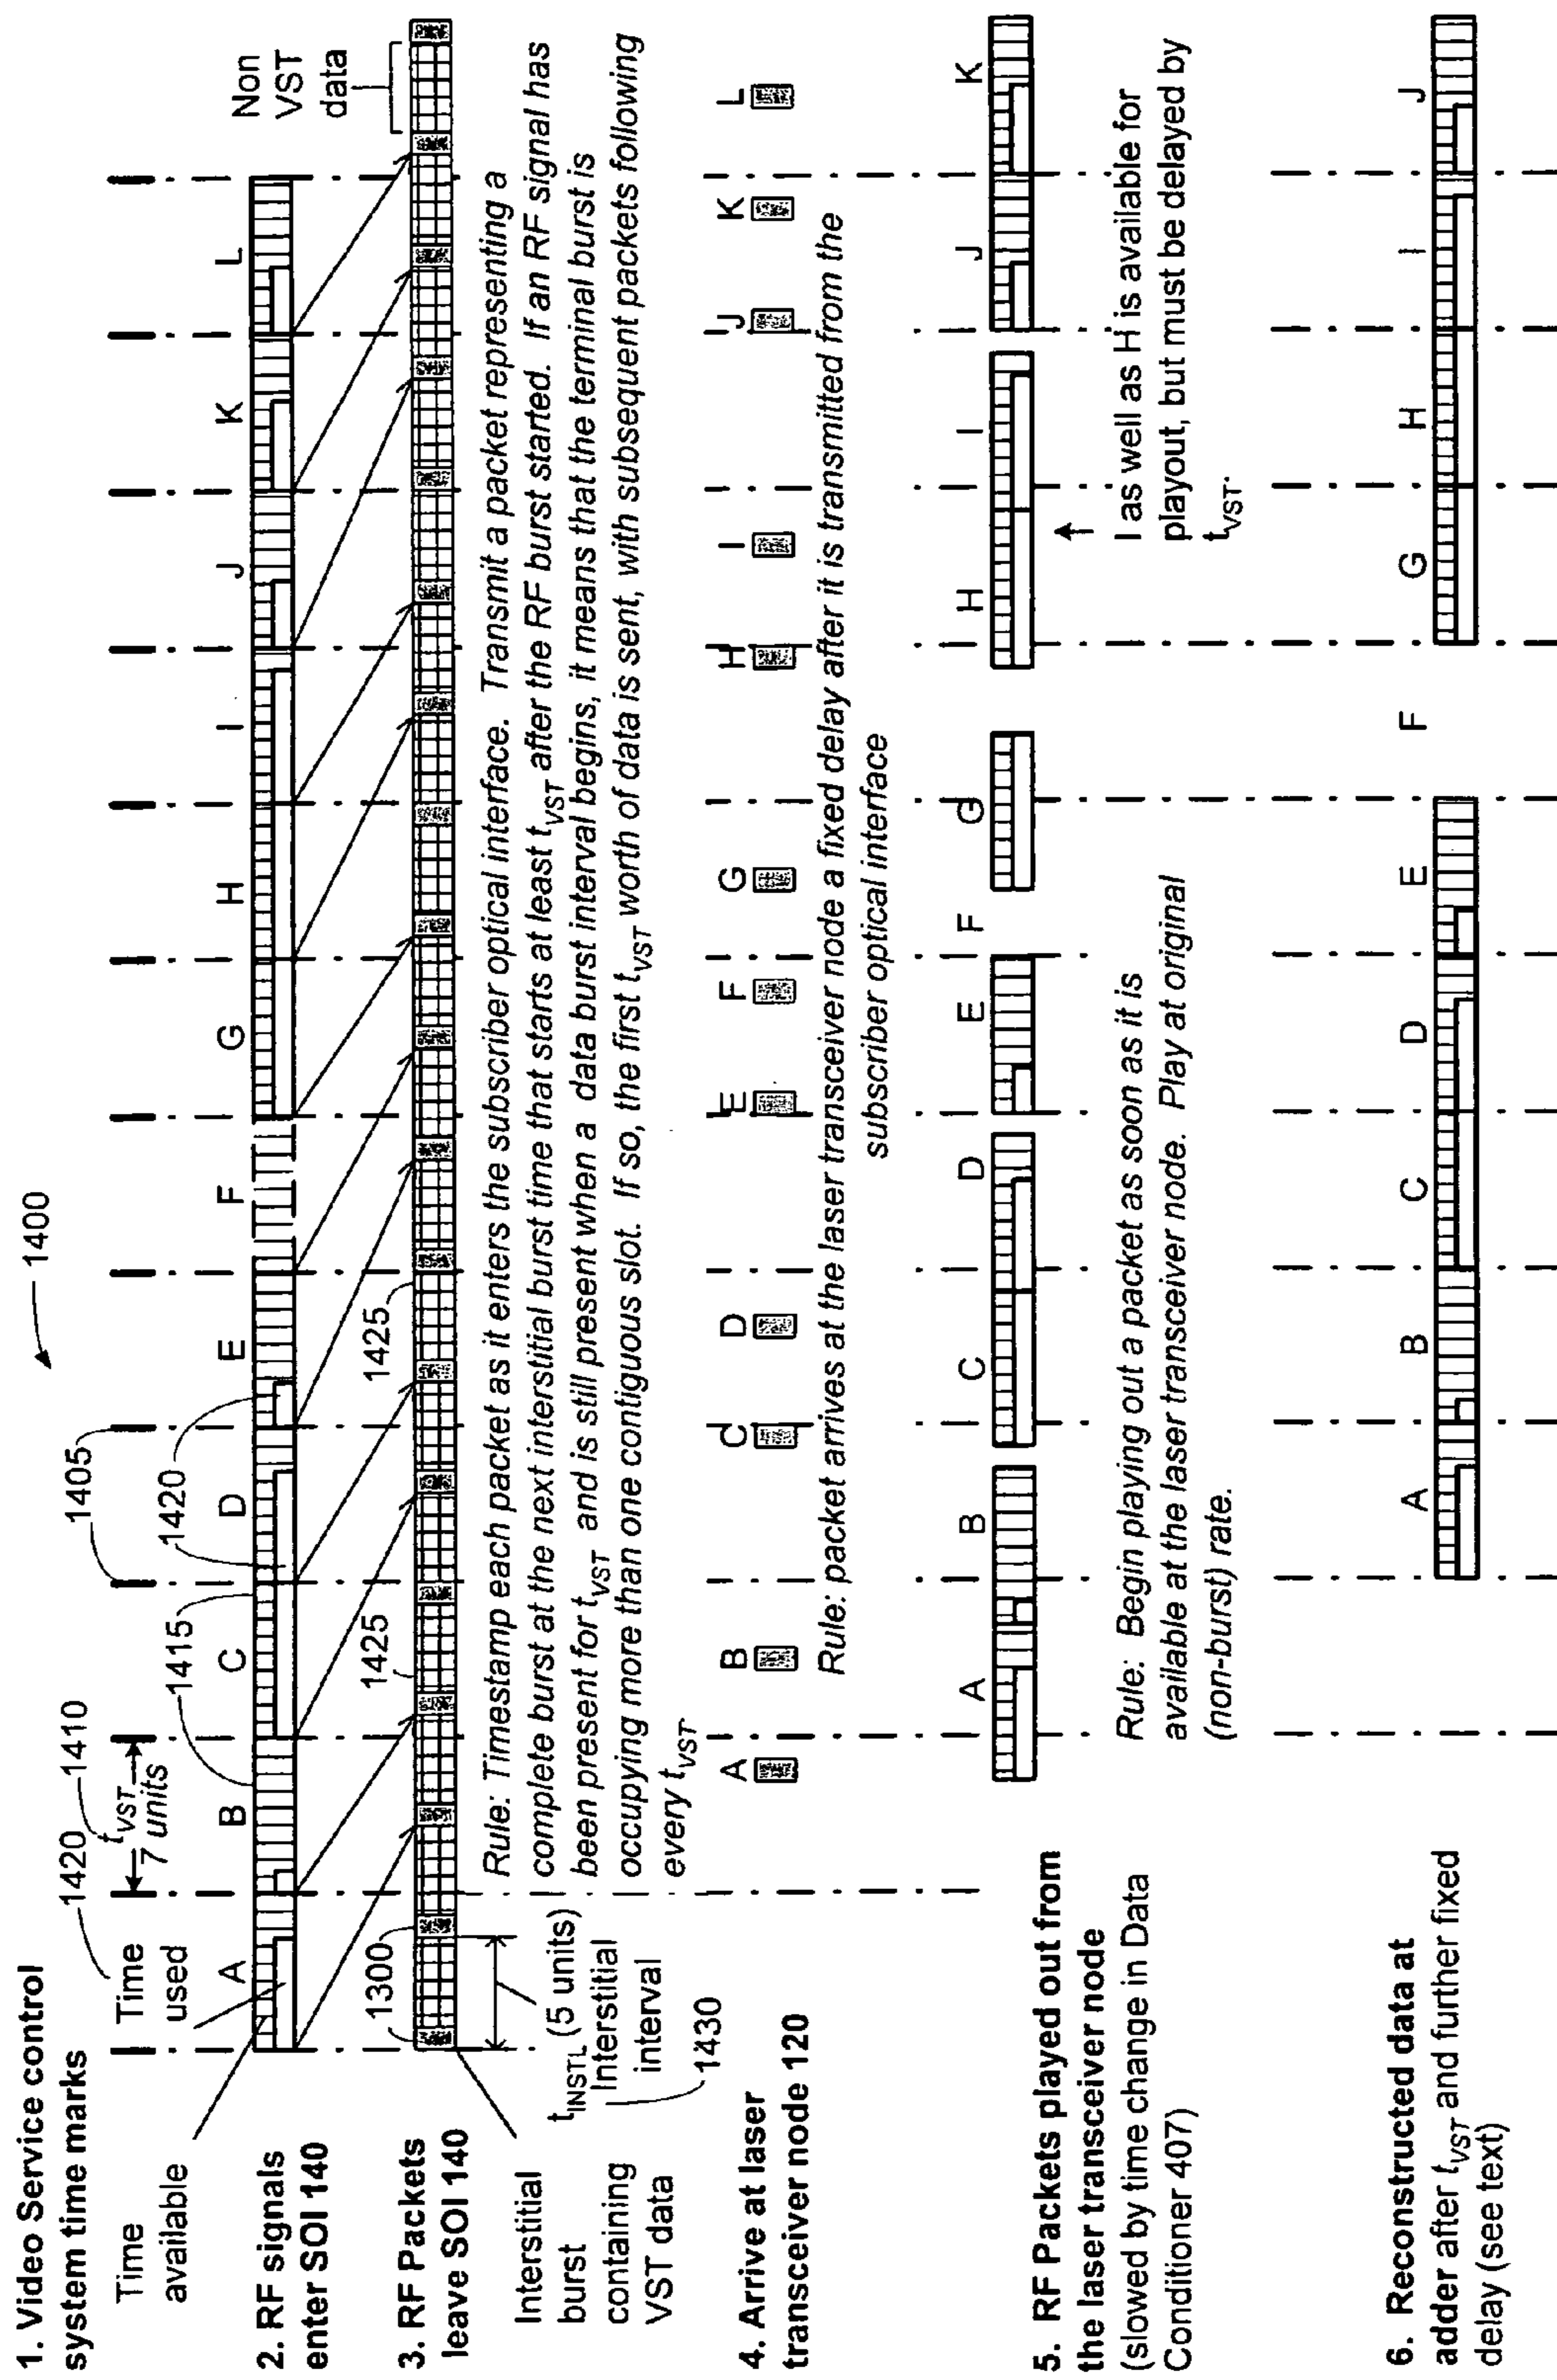 1400
1. Video Service control
system time marks
1420
t_VST
7 units
1410
1405
Time
available
Time
used
1415
1420
A B C D E F G H I J K L
2. RF signals
enter SOI 140
Non
VST
data
1300
1425
1425
3. RF Packets
leave SOI 140
Interstitial
burst
containing
VST data
t_INSTL (5 units)
Interstitial
interval
1430
Rule: Timestamp each packet as it enters the subscriber optical interface. Transmit a packet representing a
complete burst at the next interstitial burst time that starts at least t_VST after the RF burst started. If an RF signal has
been present for t_VST and is still present when a data burst interval begins, it means that the terminal burst is
occupying more than one contiguous slot. If so, the first t_VST worth of data is sent, with subsequent packets following
every t_VST.
4. Arrive at laser
transceiver node 120
A B C D E F G H I J K L
Rule: packet arrives at the laser transceiver node a fixed delay after it is transmitted from the
subscriber optical interface
5. RF Packets played out from
the laser transceiver node
(slowed by time change in Data
Conditioner 407)
A B C D E F G H I J K
Rule: Begin playing out a packet as soon as it is
available at the laser transceiver node. Play at original
(non-burst) rate.
I as well as H is available for
playout, but must be delayed by
t_VST.
6. Reconstructed data at
adder after t_VST and further fixed
delay (see text)
A B C D E F G H I J